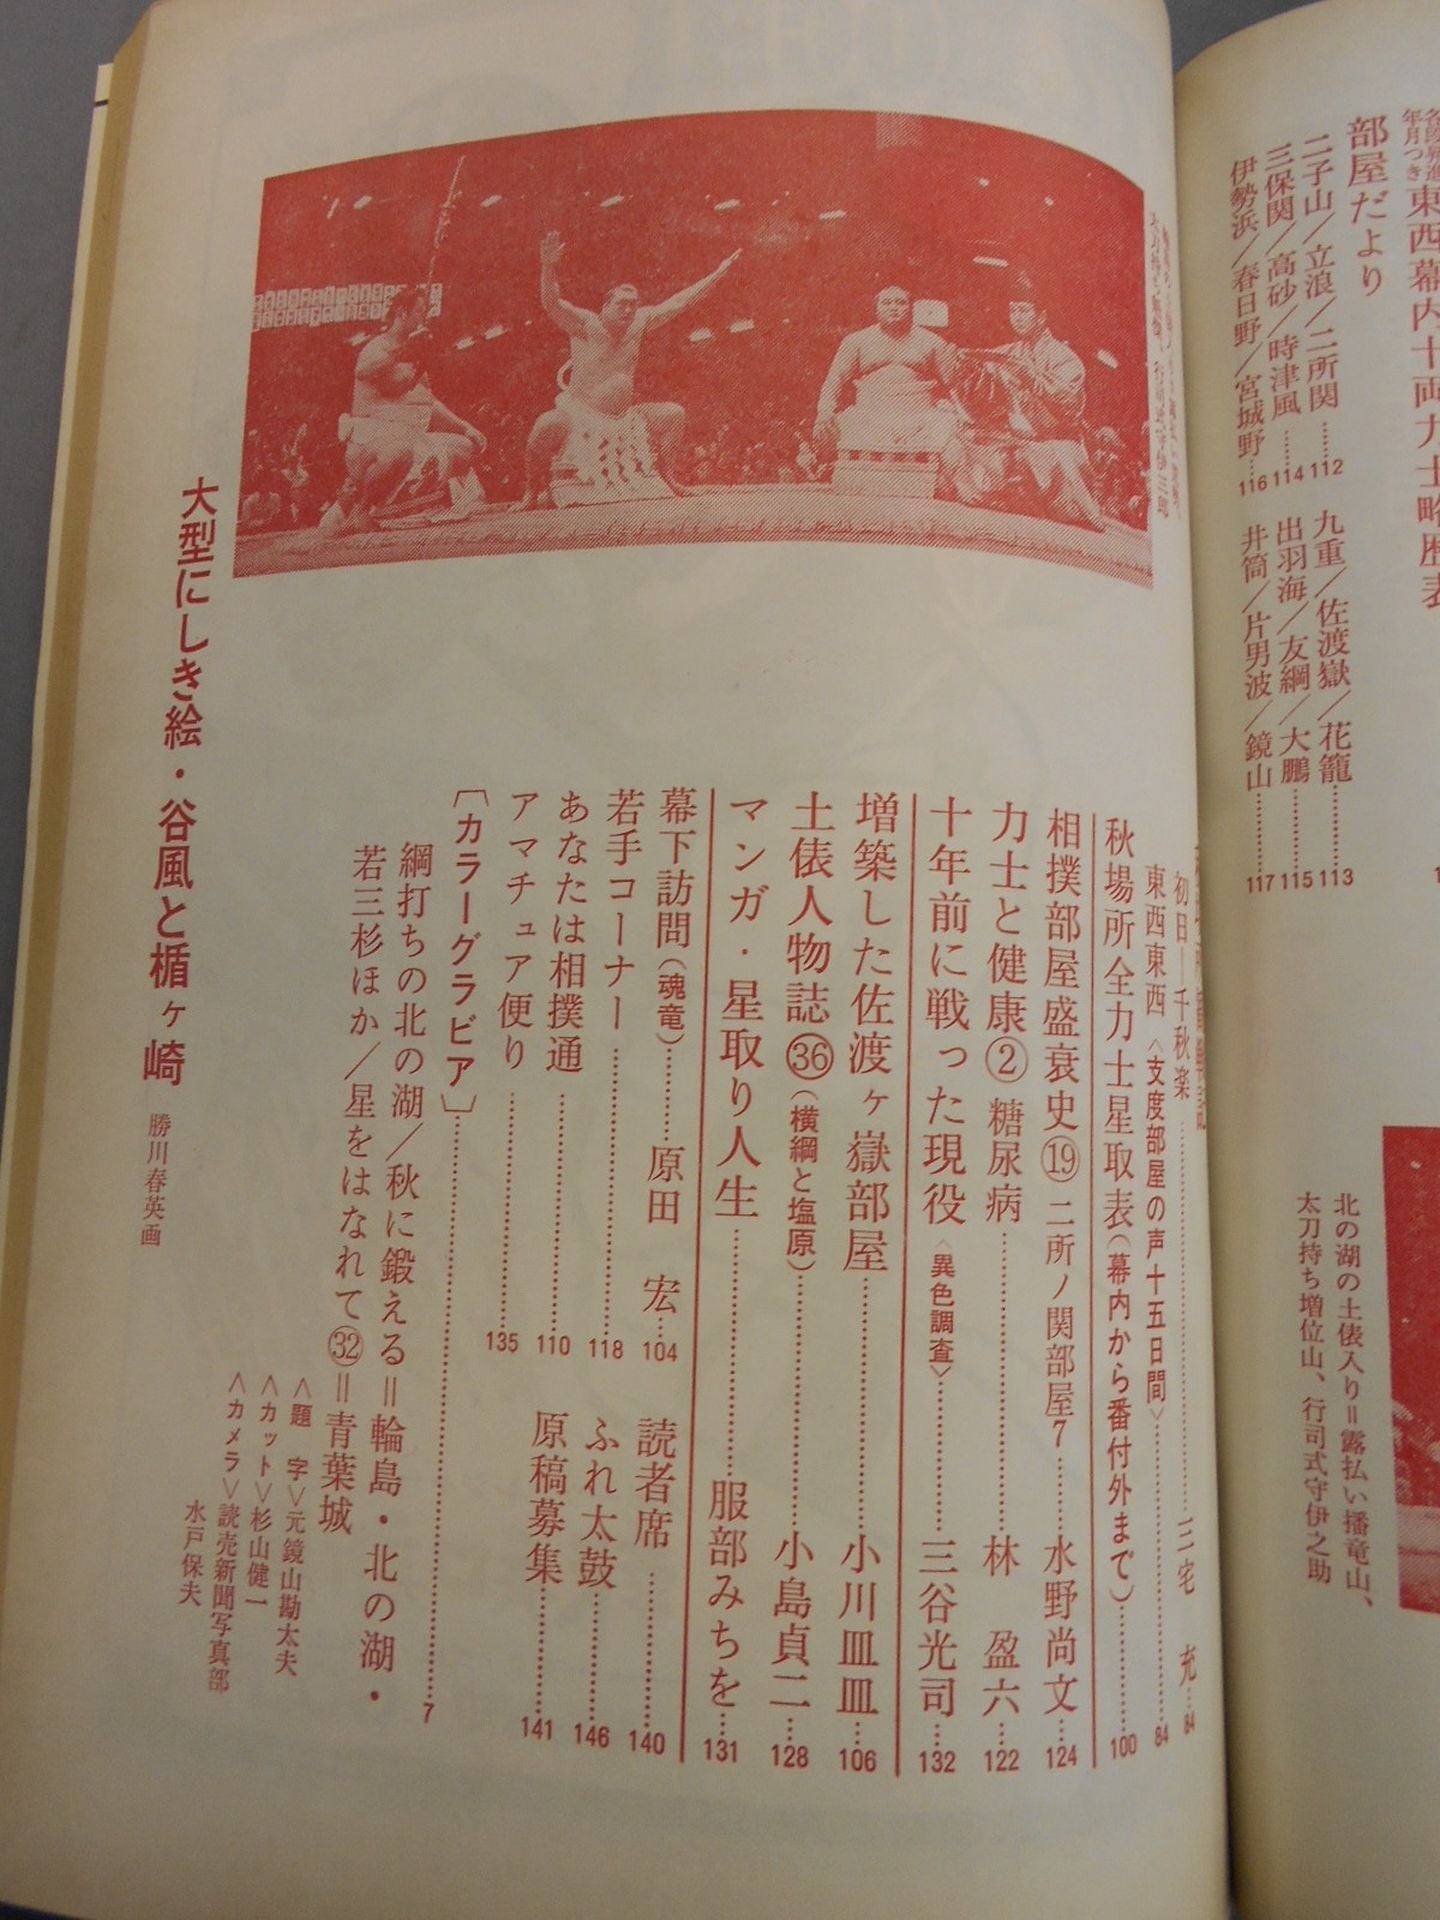 東西幕内十両力士略歴表
部屋だより
二子山／立浪／二所関……112
三保関／高砂／時津風……114
伊勢浜／春日野／宮城野…116
九重／佐渡嶽／花籠………113
出羽海／友綱／大鵬………115
井筒／片男波／鏡山………117
北の湖の土俵入り＝露払い播竜山、
太刀持ち増位山、行司式守伊之助
初日―千秋楽………三宅　充…84
東西東西〈支度部屋の声十五日間〉………84
秋場所全力士星取表（幕内から番付外まで）………100
相撲部屋盛衰史⑲二所ノ関部屋7………水野尚文…124
力士と健康②糖尿病………林　盈六…122
十年前に戦った現役〈異色調査〉………三谷光司…132
増築した佐渡ヶ嶽部屋………小川皿皿…106
土俵人物誌㊱（横綱と塩原）………小島貞二…128
マンガ・星取り人生………服部みちを…131
幕下訪問（魂竜）………原田　宏…104
若手コーナー………118
あなたは相撲通………110
アマチュア便り………135
読者席………140
ふれ太鼓………146
原稿募集………141
〔カラーグラビア〕………7
綱打ちの北の湖／秋に鍛える＝輪島・北の湖・
若三杉ほか／星をはなれて㉜＝青葉城
〈題　字〉元鏡山勘太夫
〈カット〉杉山健一
〈カメラ〉読売新聞写真部
水戸保夫
大型にしき絵・谷風と楯ヶ崎　勝川春英画